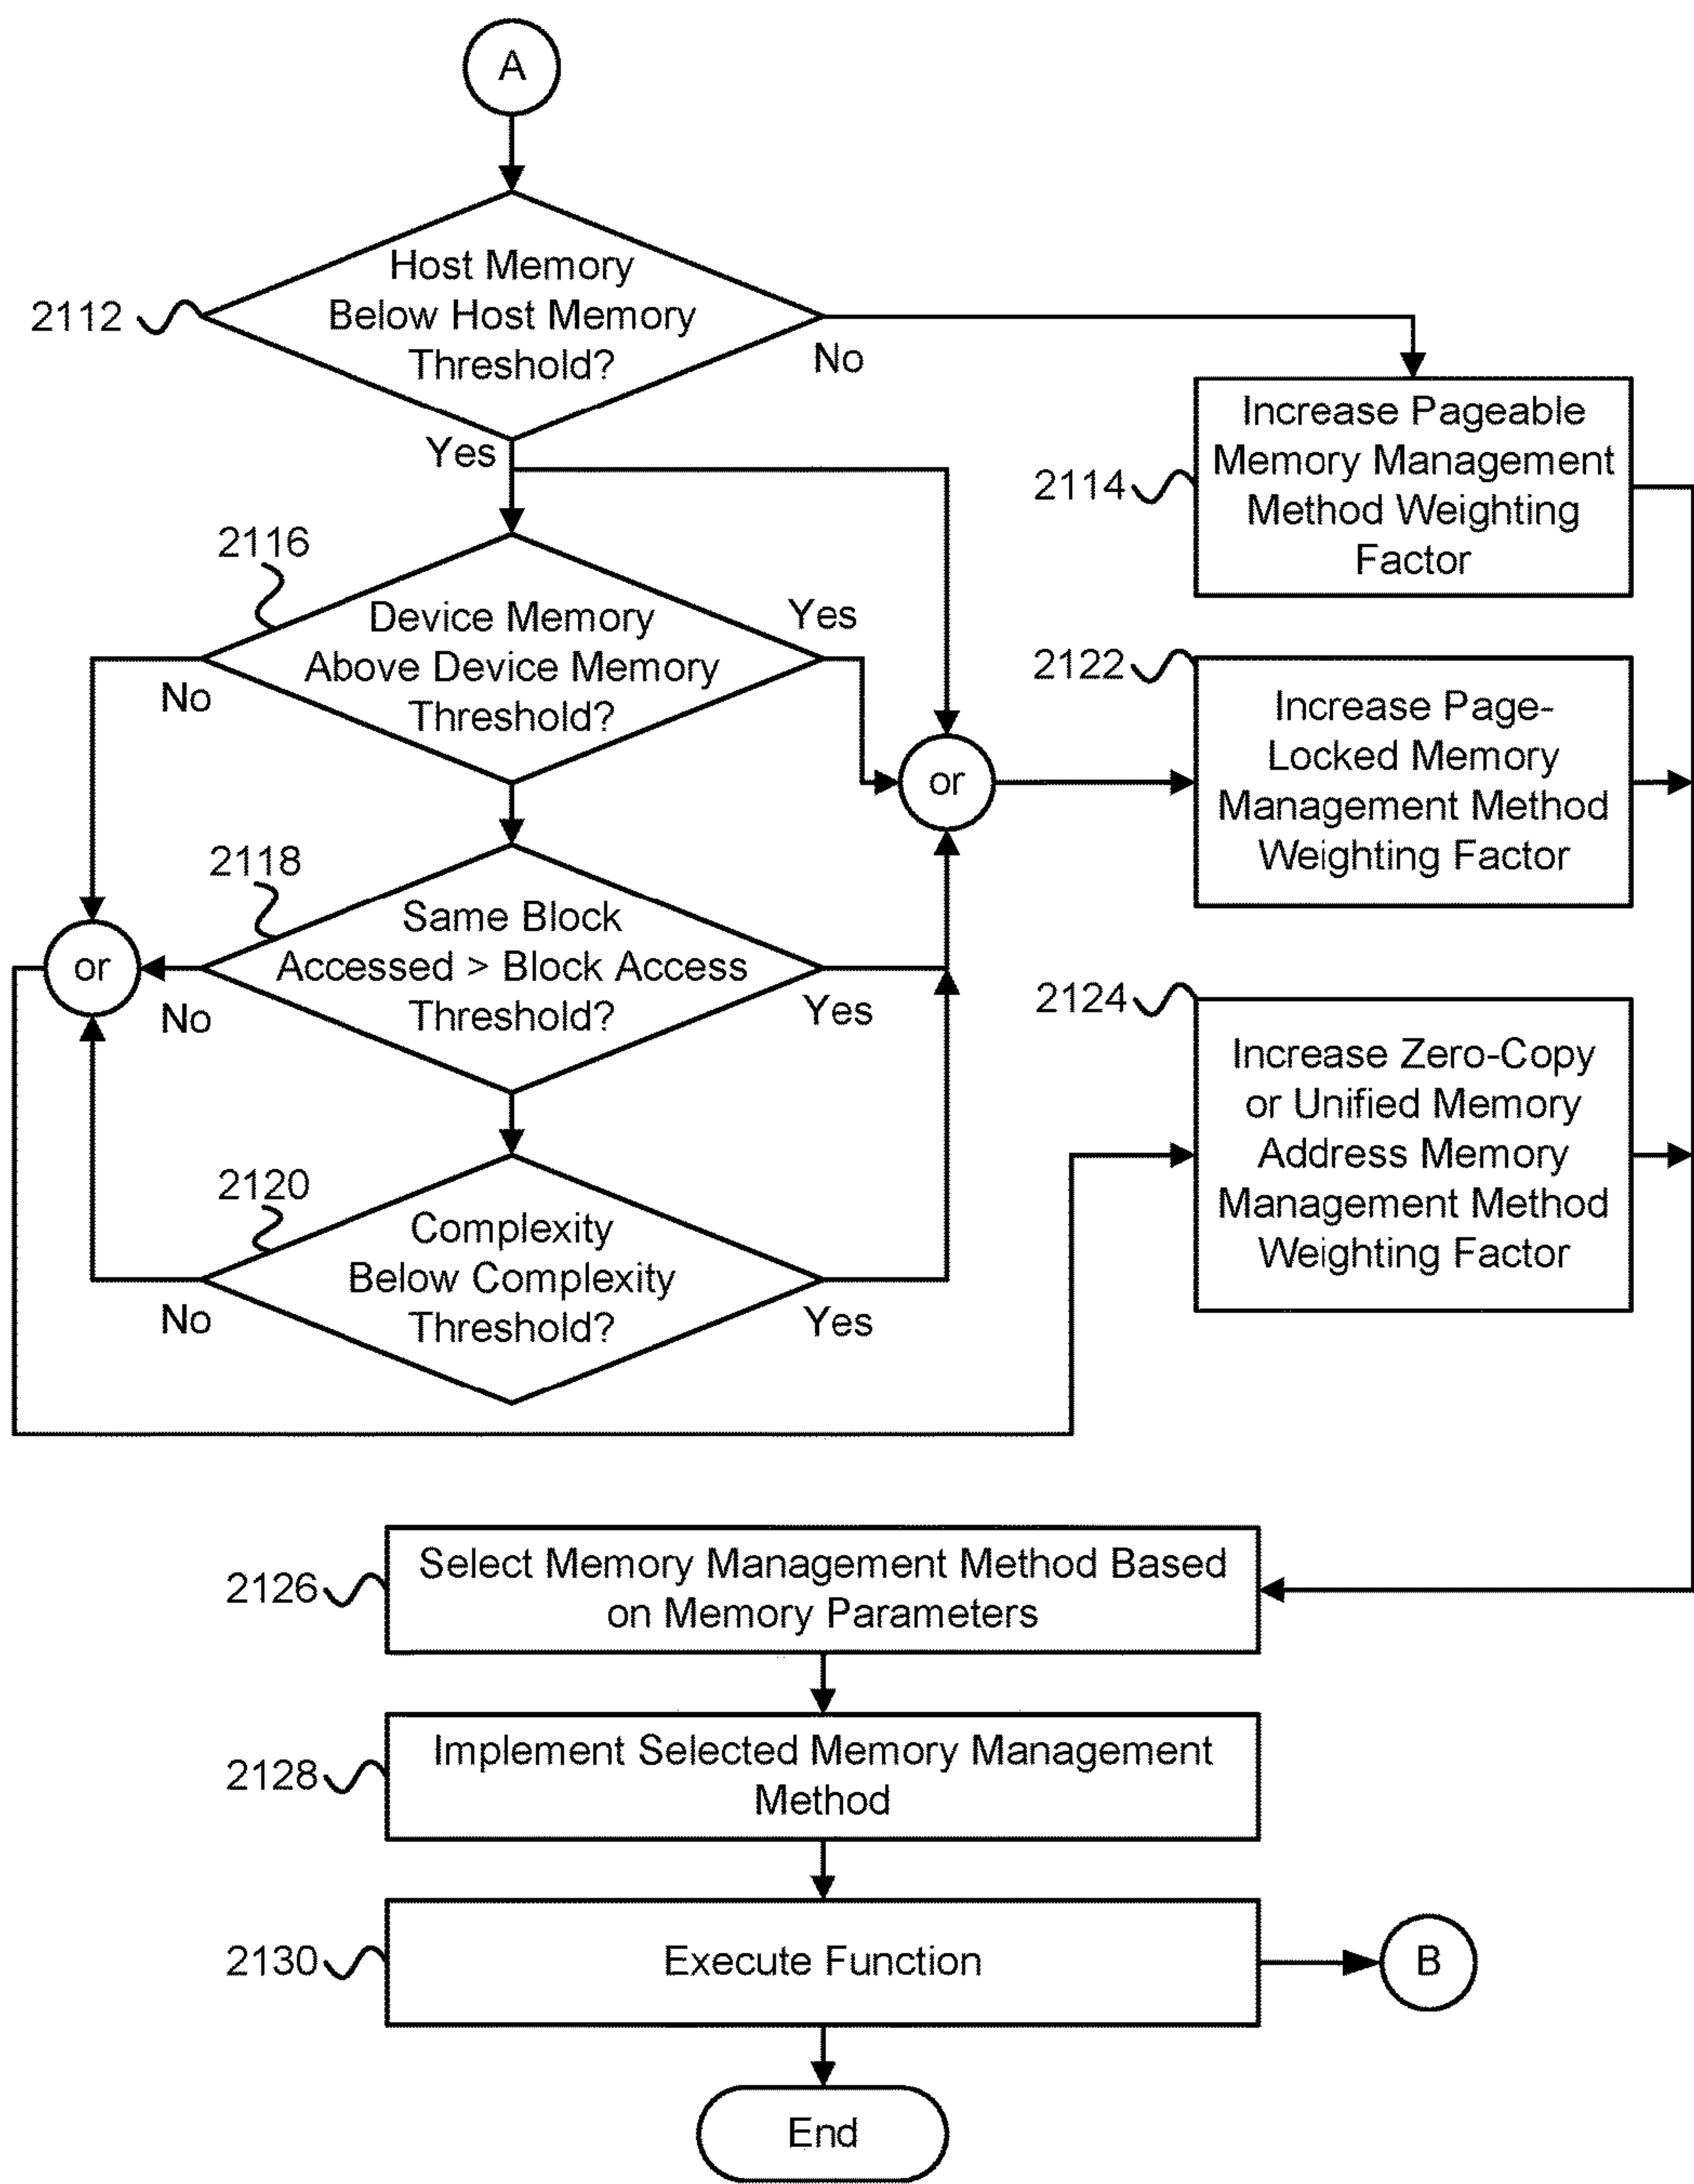 A
Host Memory
Below Host Memory
Threshold?
2112
No
Yes
Increase Pageable
Memory Management
Method Weighting
Factor
2114
2116
Device Memory
Above Device Memory
Threshold?
Yes
No
2122
Increase Page-
Locked Memory
Management Method
Weighting Factor
or
2118
Same Block
Accessed > Block Access
Threshold?
or
No
Yes
2124
Increase Zero-Copy
or Unified Memory
Address Memory
Management Method
Weighting Factor
2120
Complexity
Below Complexity
Threshold?
No
Yes
2126
Select Memory Management Method Based
on Memory Parameters
2128
Implement Selected Memory Management
Method
2130
Execute Function
B
End